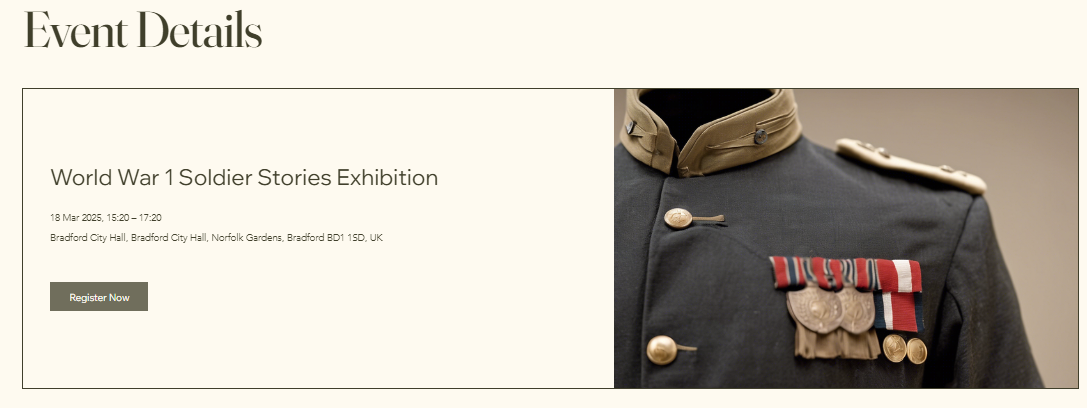 Event Details
World War 1 Soldier Stories Exhibition
18 Mar 2025, 15:20 – 17:20
Bradford City Hall, Bradford City Hall, Norfolk Gardens, Bradford BD1 1SD, UK
Register Now